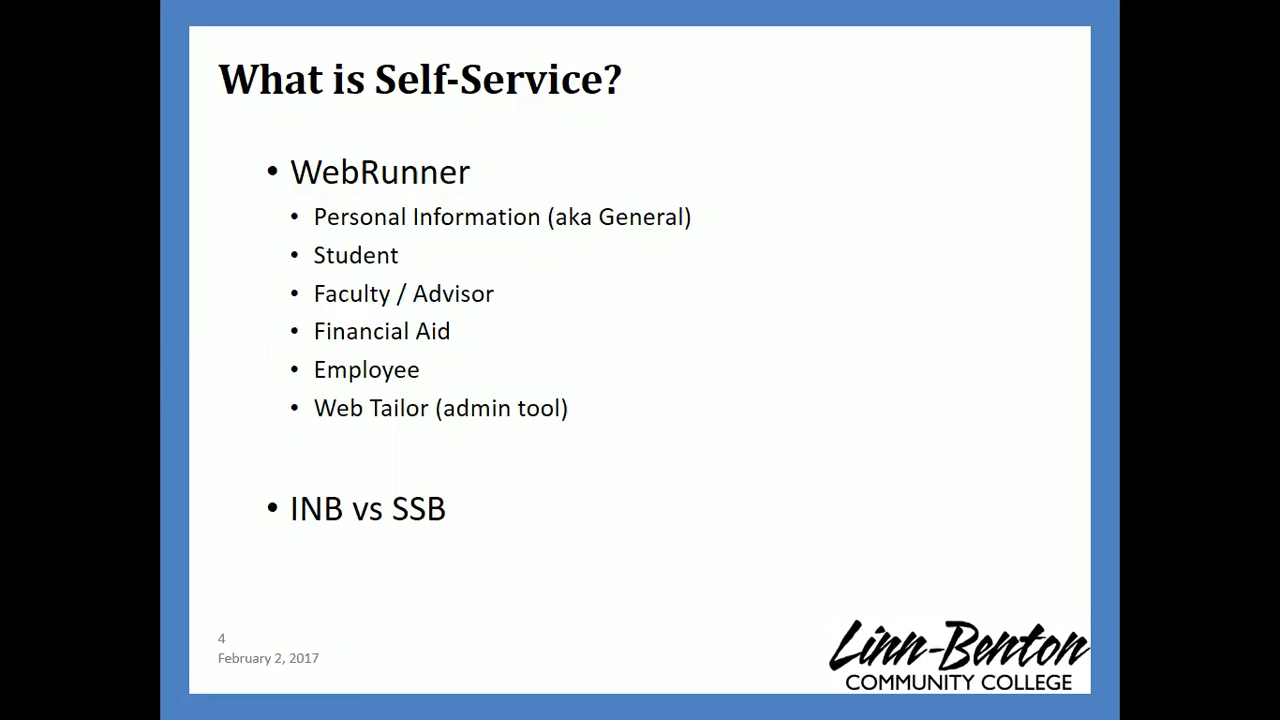 What is Self-Service?
• WebRunner
• Personal Information (aka General)
• Student
• Faculty / Advisor
• Financial Aid
• Employee
• Web Tailor (admin tool)
• INB vs SSB
4
February 2, 2017
Linn-Benton
COMMUNITY COLLEGE